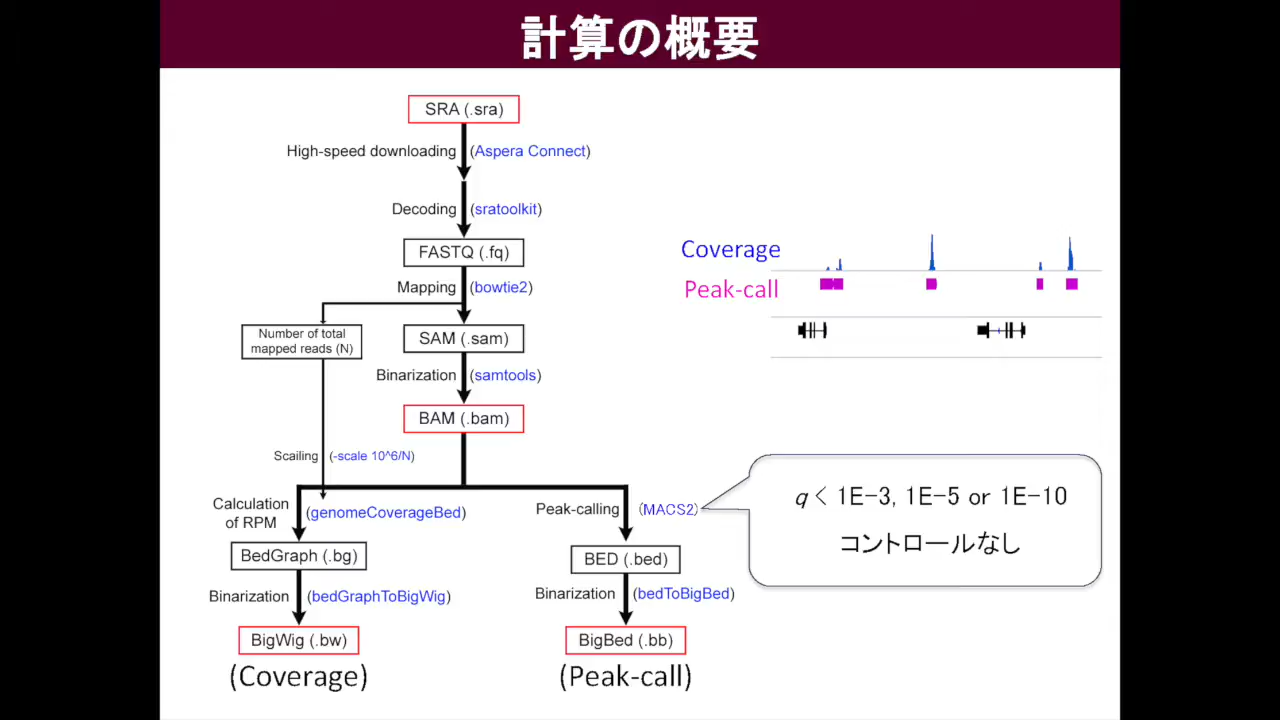 計算の概要
SRA (.sra)
High-speed downloading (Aspera Connect)
Decoding (sratoolkit)
FASTQ (.fq)
Mapping (bowtie2)
Number of total
mapped reads (N)
SAM (.sam)
Binarization (samtools)
BAM (.bam)
Scailing (-scale 10^6/N)
Calculation
of RPM
(genomeCoverageBed)
Peak-calling (MACS2)
BedGraph (.bg)
BED (.bed)
Binarization (bedGraphToBigWig)
Binarization (bedToBigBed)
BigWig (.bw)
BigBed (.bb)
(Coverage)
(Peak-call)
Coverage
Peak-call
q < 1E-3, 1E-5 or 1E-10
コントロールなし